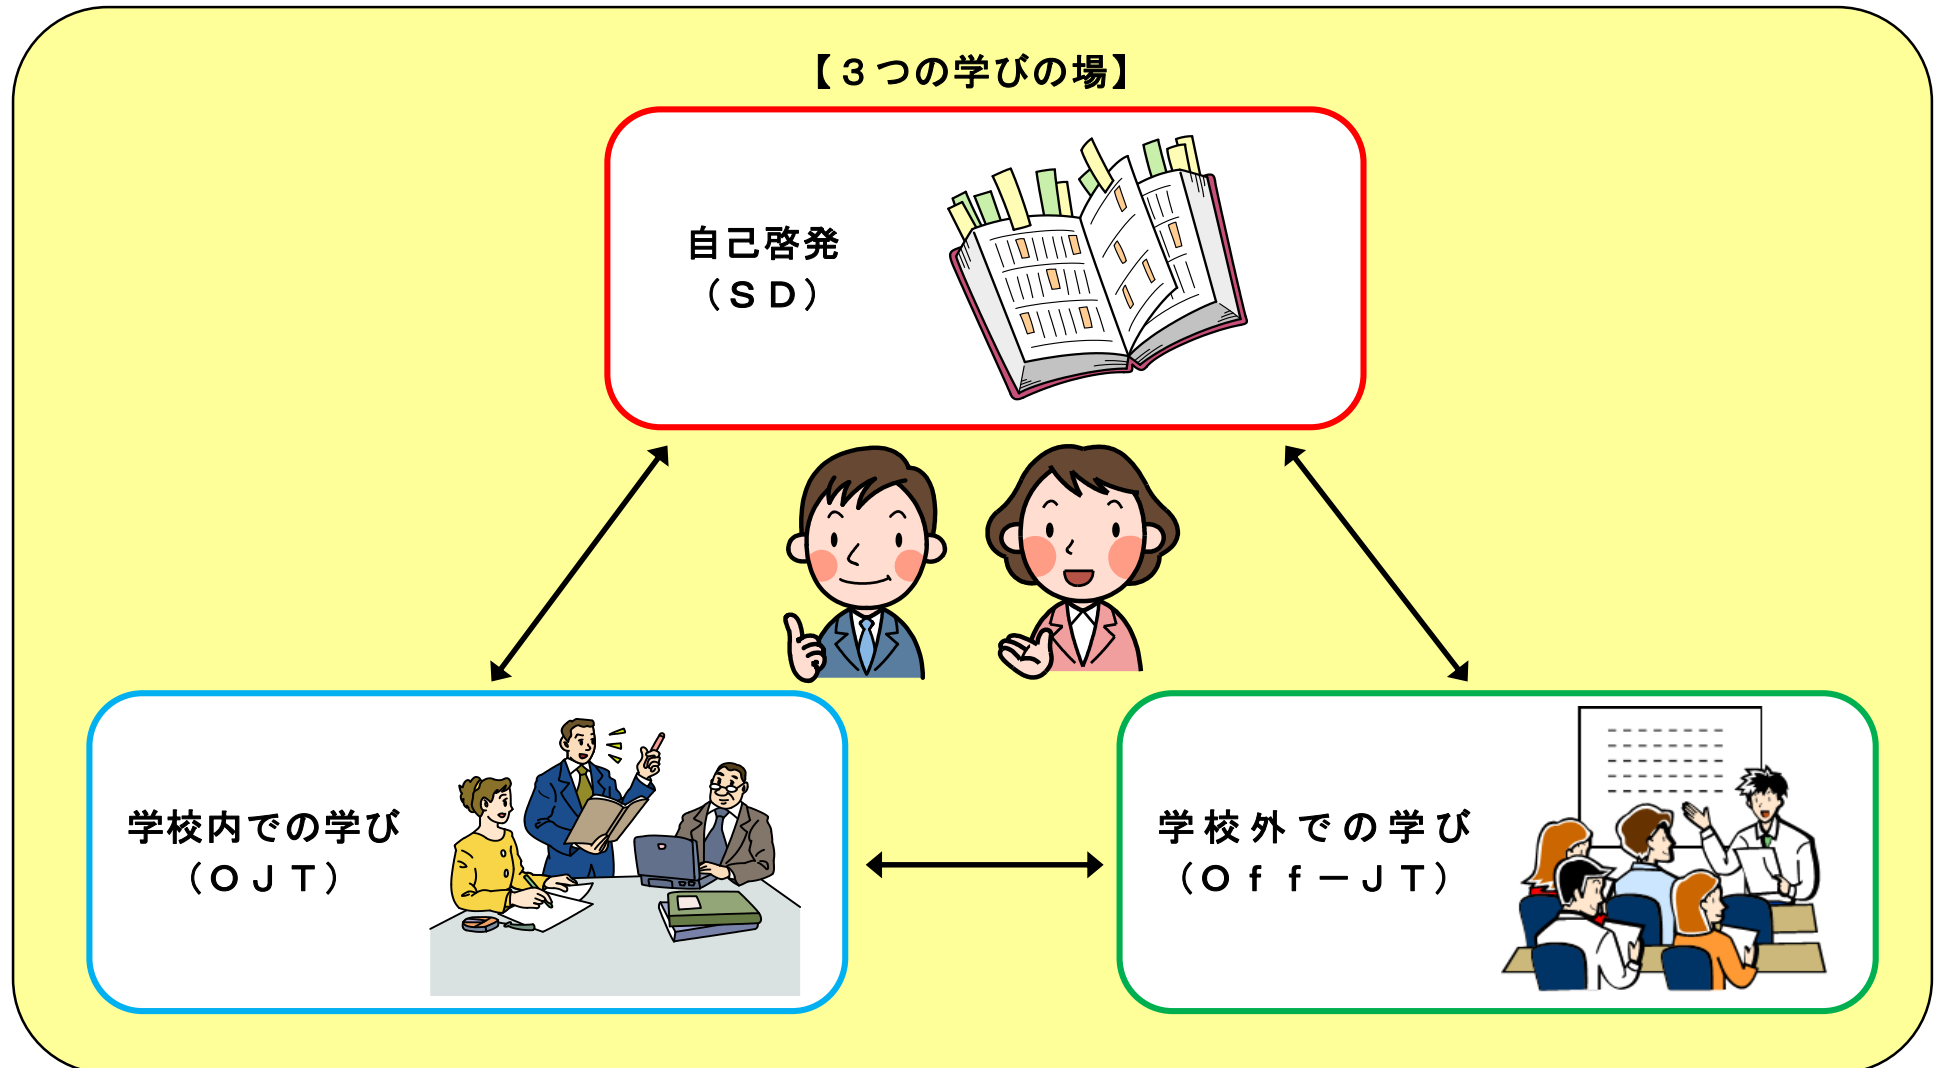 【３つの学びの場】
自己啓発
（ＳＤ）
学校内での学び
（ＯＪＴ）
学校外での学び
（Ｏｆｆ－ＪＴ）